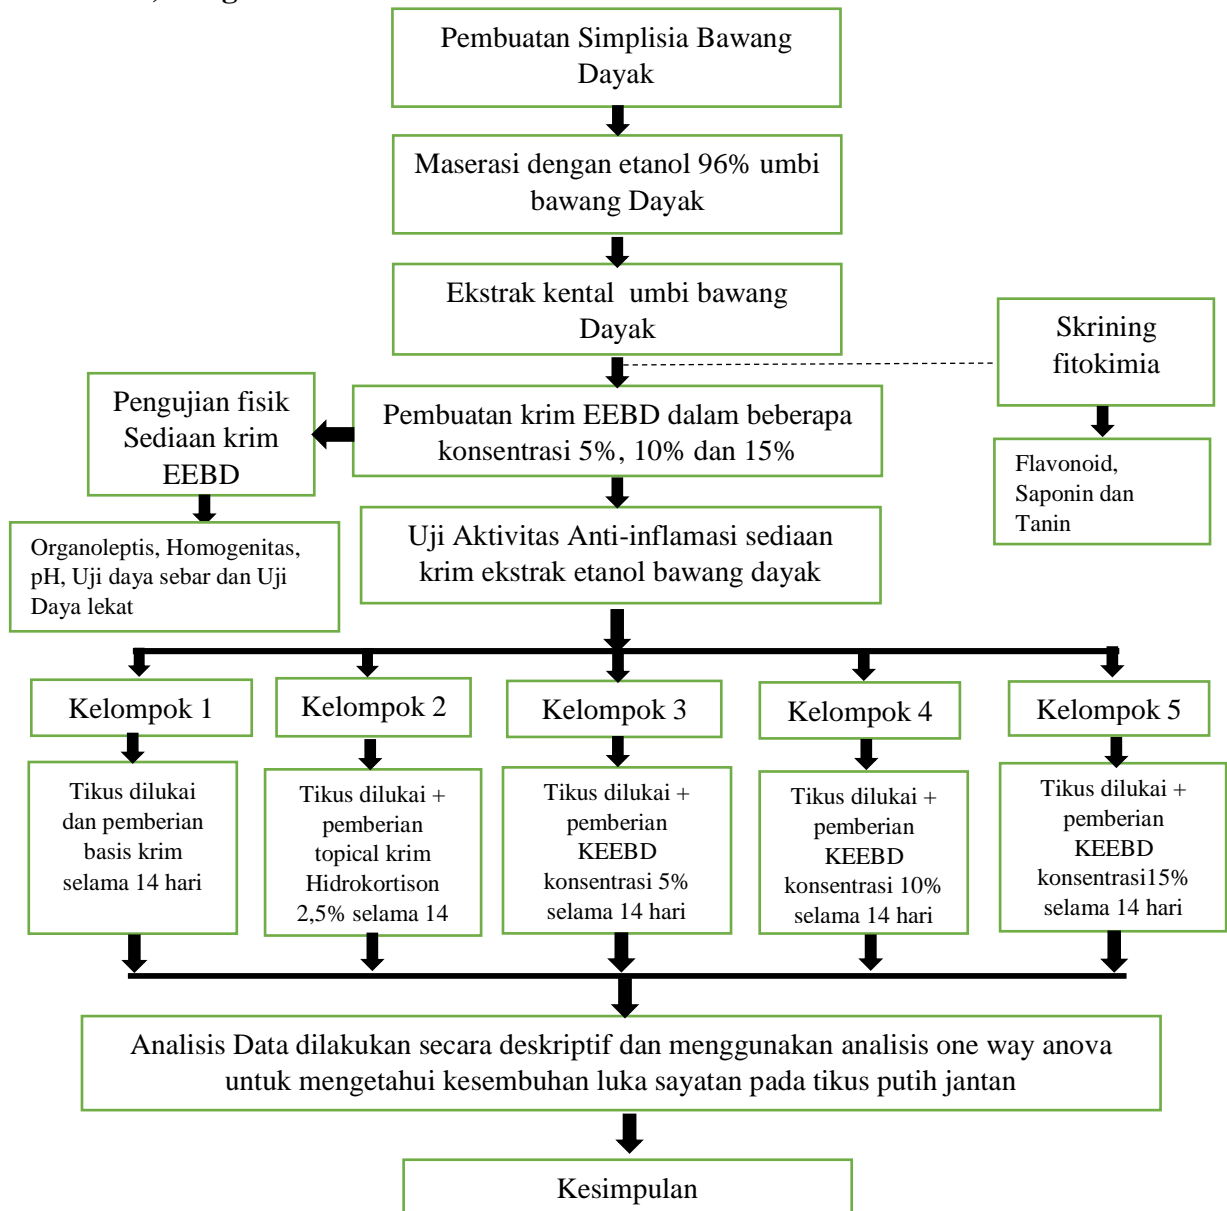 Pembuatan Simplisia Bawang
Dayak
Maserasi dengan etanol 96% umbi
bawang Dayak
Ekstrak kental umbi bawang
Dayak
Skrining
fitokimia
Flavonoid,
Saponin dan
Tanin
Pembuatan krim EEBD dalam beberapa
konsentrasi 5%, 10% dan 15%
Pengujian fisik
Sediaan krim
EEBD
Organoleptis, Homogenitas,
pH, Uji daya sebar dan Uji
Daya lekat
Uji Aktivitas Anti-inflamasi sediaan
krim ekstrak etanol bawang dayak
Kelompok 1
Kelompok 2
Kelompok 3
Kelompok 4
Kelompok 5
Tikus dilukai
dan pemberian
basis krim
selama 14 hari
Tikus dilukai +
pemberian
topical krim
Hidrokortison
2,5% selama 14
Tikus dilukai +
pemberian
KEEBD
konsentrasi 5%
selama 14 hari
Tikus dilukai +
pemberian
KEEBD
konsentrasi 10%
selama 14 hari
Tikus dilukai +
pemberian
KEEBD
konsentrasi15%
selama 14 hari
Analisis Data dilakukan secara deskriptif dan menggunakan analisis one way anova
untuk mengetahui kesembuhan luka sayatan pada tikus putih jantan
Kesimpulan